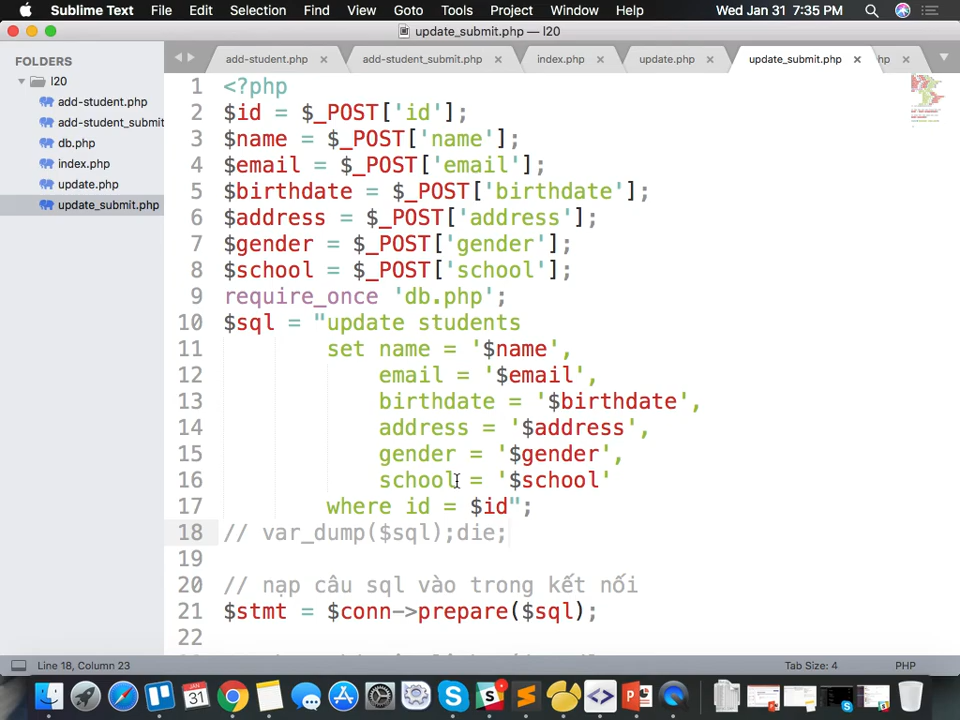 Sublime Text File Edit Selection Find View Goto Tools Project Window Help Wed Jan 31 7:35 PM
update_submit.php — l20
FOLDERS
l20
add-student.php
add-student_submit
db.php
index.php
update.php
update_submit.php
add-student.php × add-student_submit.php × index.php × update.php × update_submit.php × hp ×
1 <?php
2 $id = $_POST['id'];
3 $name = $_POST['name'];
4 $email = $_POST['email'];
5 $birthdate = $_POST['birthdate'];
6 $address = $_POST['address'];
7 $gender = $_POST['gender'];
8 $school = $_POST['school'];
9 require_once 'db.php';
10 $sql = "update students
11 set name = '$name',
12 email = '$email',
13 birthdate = '$birthdate',
14 address = '$address',
15 gender = '$gender',
16 school = '$school'
17 where id = $id";
18 // var_dump($sql);die;
19
20 // nạp câu sql vào trong kết nối
21 $stmt = $conn->prepare($sql);
22
Line 18, Column 23 Tab Size: 4 PHP